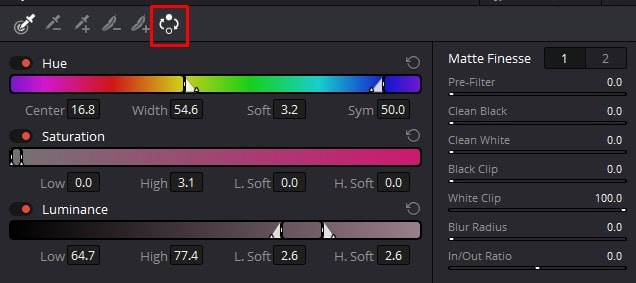 Hue
Center 16.8 Width 54.6 Soft 3.2 Sym 50.0
Saturation
Low 0.0 High 3.1 L. Soft 0.0 H. Soft 0.0
Luminance
Low 64.7 High 77.4 L. Soft 2.6 H. Soft 2.6
Matte Finesse 1 2
Pre-Filter 0.0
Clean Black 0.0
Clean White 0.0
Black Clip 0.0
White Clip 100.0
Blur Radius 0.0
In/Out Ratio 0.0